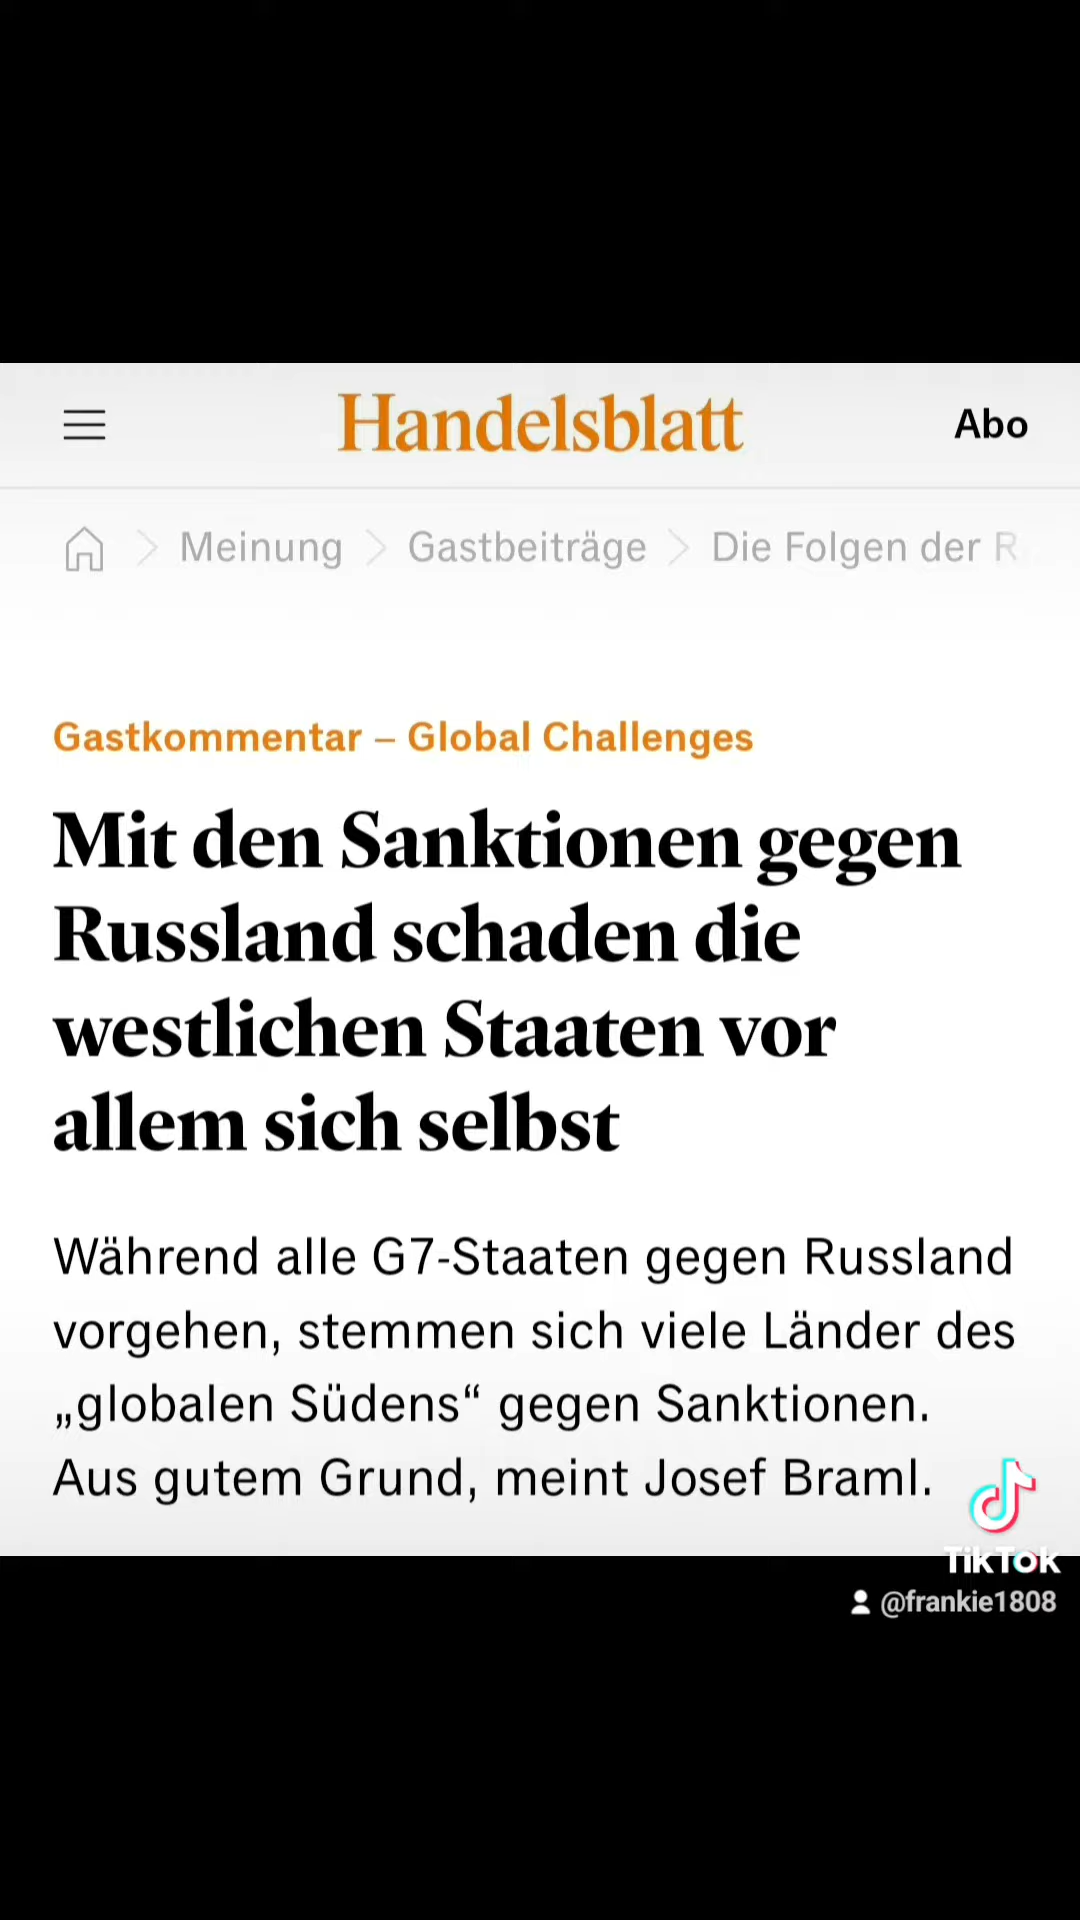 Handelsblatt
Abo
Meinung
Gastbeiträge
Die Folgen der R
Gastkommentar – Global Challenges
Mit den Sanktionen gegen
Russland schaden die
westlichen Staaten vor
allem sich selbst
Während alle G7-Staaten gegen Russland
vorgehen, stemmen sich viele Länder des
„globalen Südens“ gegen Sanktionen.
Aus gutem Grund, meint Josef Braml.
TikTok
@frankie1808